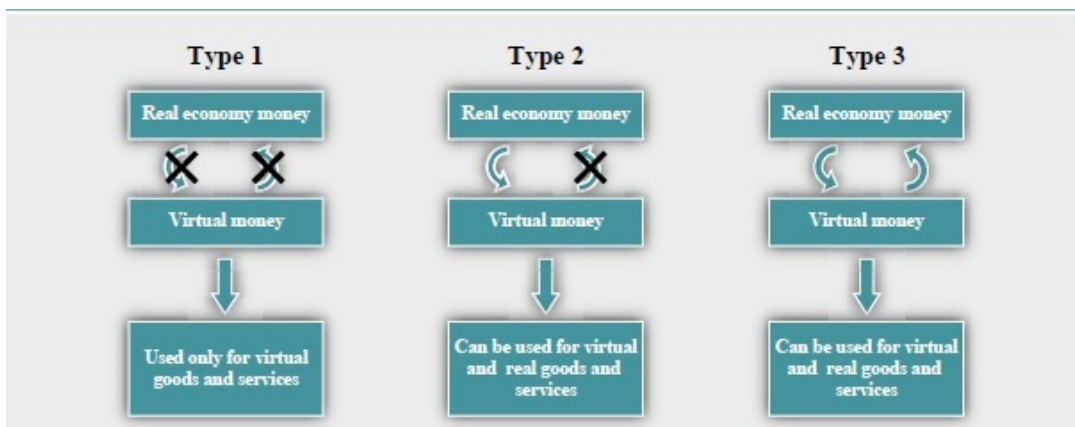 Type 1
Type 2
Type 3
Real economy money
Real economy money
Real economy money
Virtual money
Virtual money
Virtual money
Used only for virtual
goods and services
Can be used for virtual
and real goods and
services
Can be used for virtual
and real goods and
services